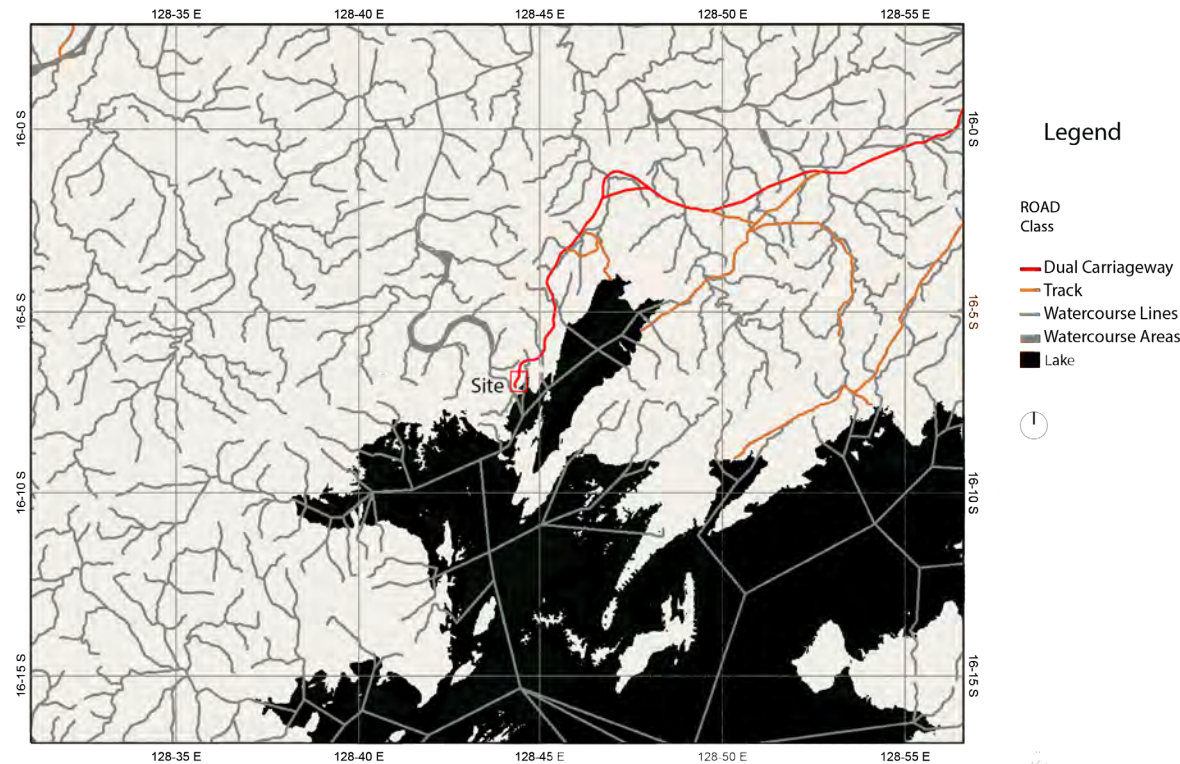 128-35 E 128-40 E 128-45 E 128-50 E 128-55 E
16-0 S 16-0 S
Legend
ROAD
Class
Dual Carriageway
Track
16-5 S 16-5 S
Watercourse Lines
Watercourse Areas
Lake
Site
16-10 S 16-10 S
16-15 S 16-15 S
128-35 E 128-40 E 128-45 E 128-50 E 128-55 E